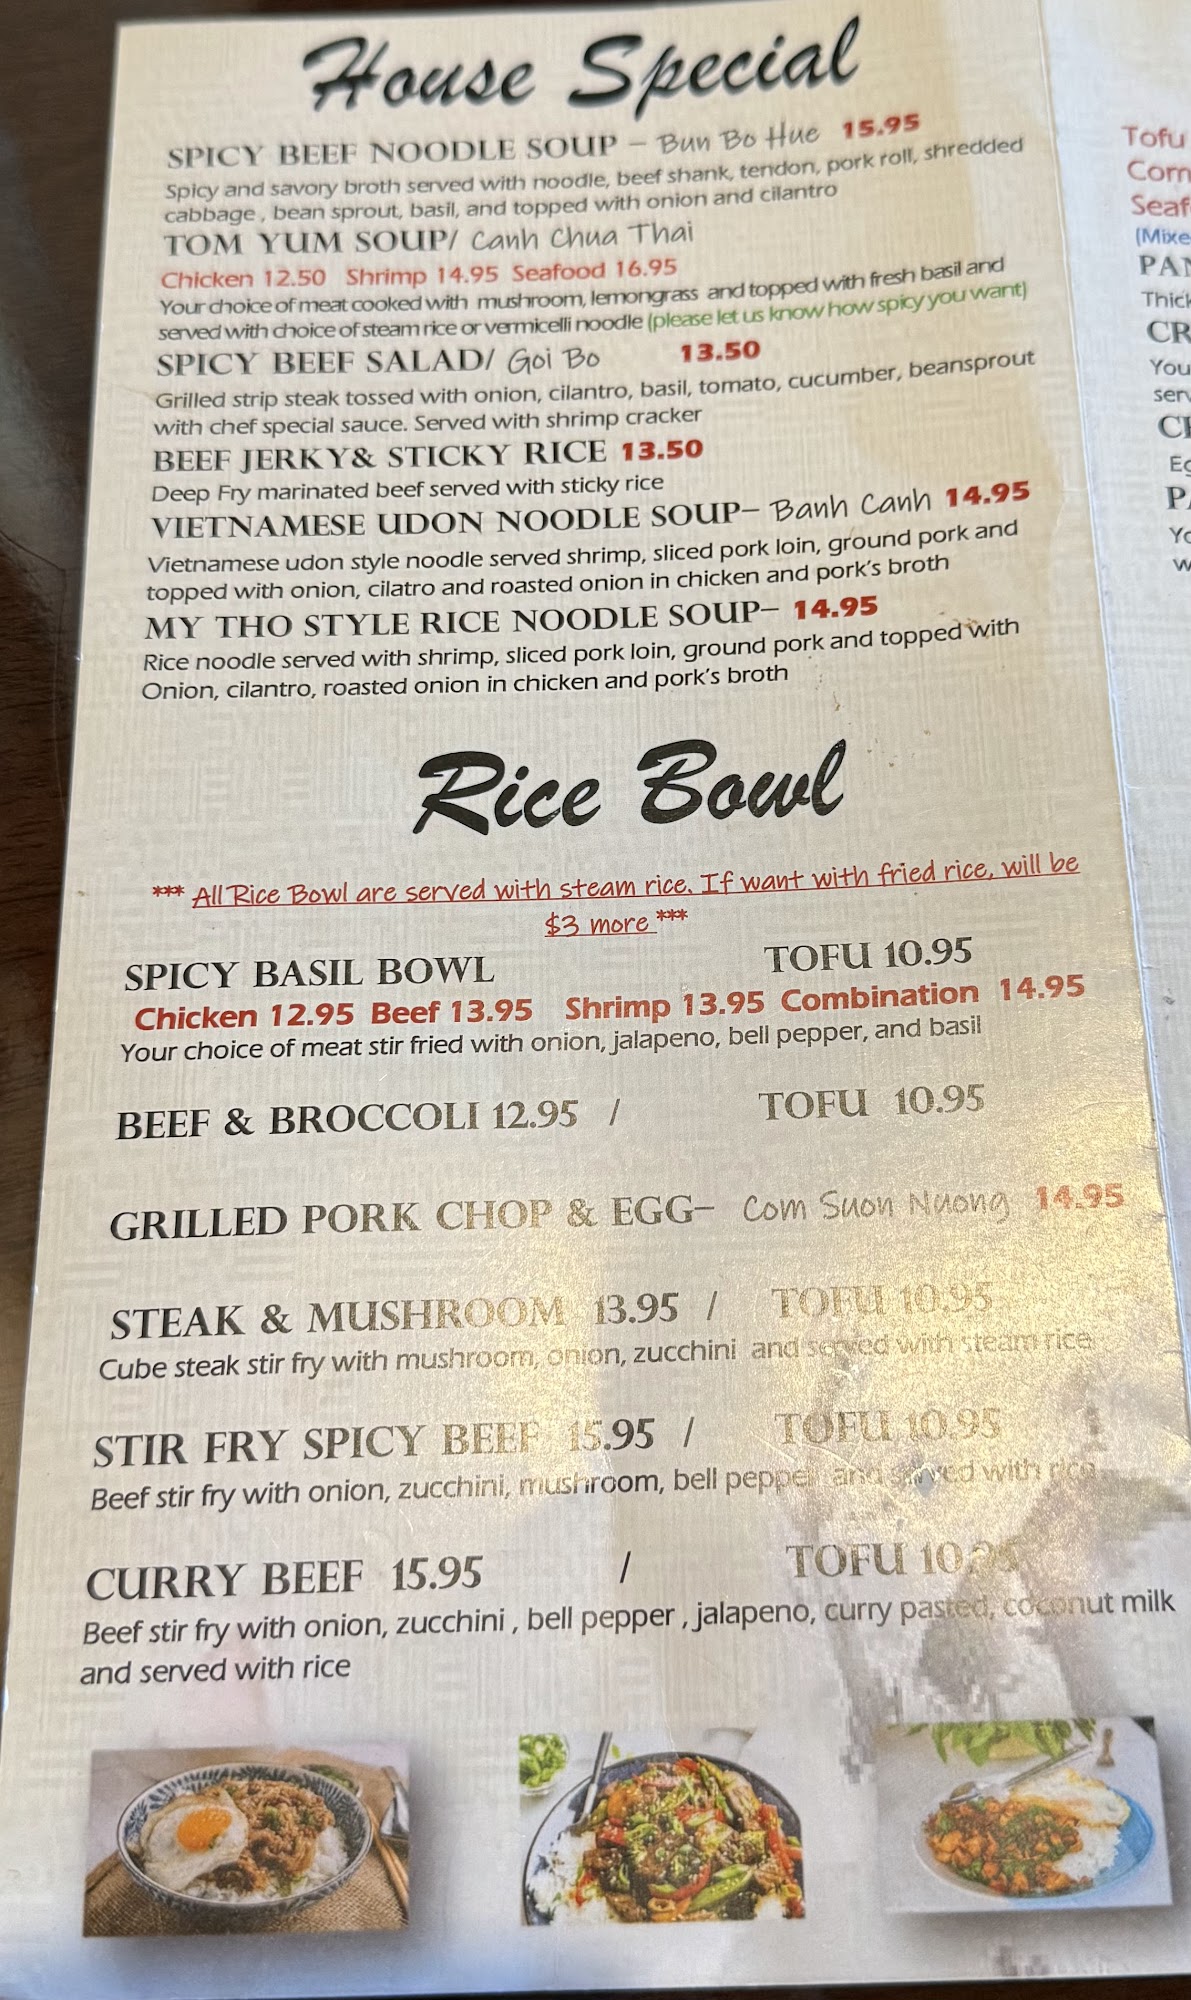 House Special
SPICY BEEF NOODLE SOUP - Bun Bo Hue 15.95
Spicy and savory broth served with noodle, beef shank, tendon, pork roll, shredded
cabbage , bean sprout, basil, and topped with onion and cilantro
TOM YUM SOUP/ Canh Chua Thai
Chicken 12.50 Shrimp 14.95 Seafood 16.95
Your choice of meat cooked with mushroom, lemongrass and topped with fresh basil and
served with choice of steam rice or vermicelli noodle (please let us know how spicy you want)
SPICY BEEF SALAD/ Goi Bo 13.50
Grilled strip steak tossed with onion, cilantro, basil, tomato, cucumber, beansprout
with chef special sauce. Served with shrimp cracker
BEEF JERKY& STICKY RICE 13.50
Deep Fry marinated beef served with sticky rice
VIETNAMESE UDON NOODLE SOUP- Banh Canh 14.95
Vietnamese udon style noodle served shrimp, sliced pork loin, ground pork and
topped with onion, cilatro and roasted onion in chicken and pork's broth
MY THO STYLE RICE NOODLE SOUP- 14.95
Rice noodle served with shrimp, sliced pork loin, ground pork and topped with
Onion, cilantro, roasted onion in chicken and pork's broth
Rice Bowl
*** All Rice Bowl are served with steam rice. If want with fried rice, will be
$3 more ***
SPICY BASIL BOWL TOFU 10.95
Chicken 12.95 Beef 13.95 Shrimp 13.95 Combination 14.95
Your choice of meat stir fried with onion, jalapeno, bell pepper, and basil
BEEF & BROCCOLI 12.95 / TOFU 10.95
GRILLED PORK CHOP & EGG- Com Suon Nuong 14.95
STEAK & MUSHROOM 13.95 / TOFU 10.95
Cube steak stir fry with mushroom, onion, zucchini and served with steam rice
STIR FRY SPICY BEEF 15.95 / TOFU 10.95
Beef stir fry with onion, zucchini, mushroom, bell pepper and served with rice
CURRY BEEF 15.95 / TOFU 10.95
Beef stir fry with onion, zucchini , bell pepper , jalapeno, curry pasted, coconut milk
and served with rice
Tofu